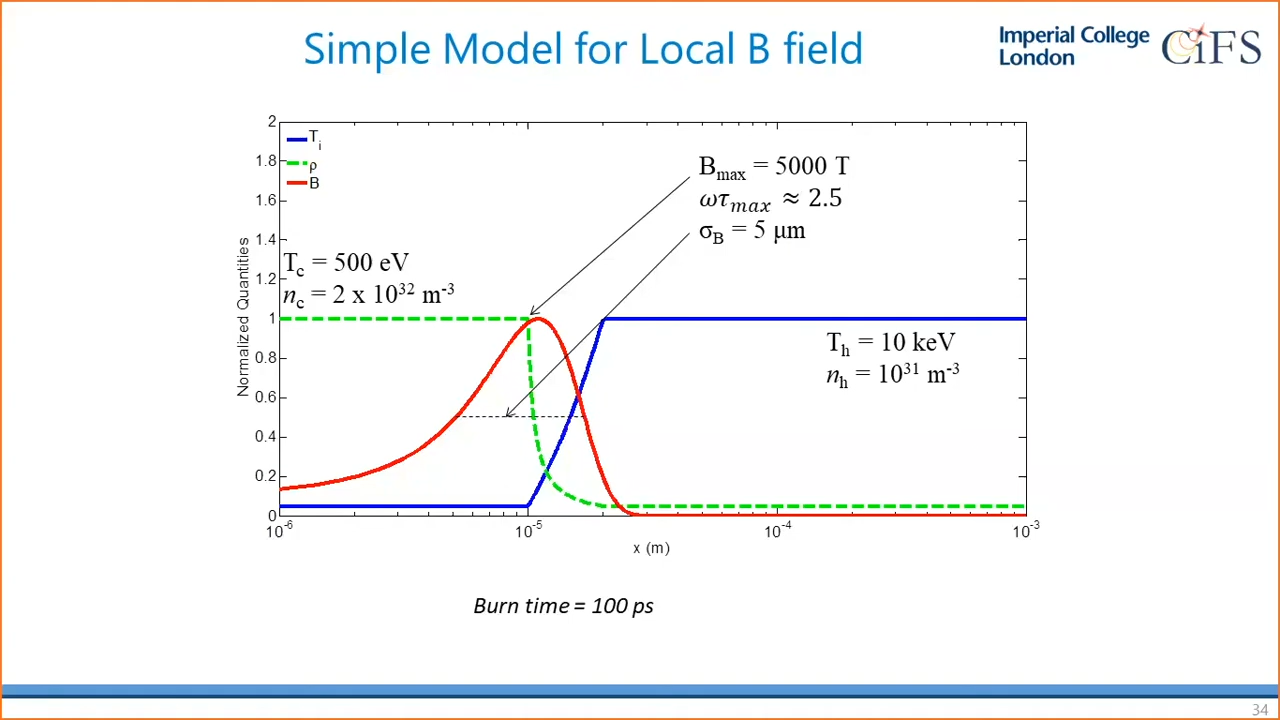 Simple Model for Local B field
Imperial College
London
CIFS
2
1.8
1.6
1.4
1.2
1
0.8
0.6
0.4
0.2
0
Normalized Quantities
Tᵢ
ρ
B
T_c = 500 eV
n_c = 2 x 10³² m⁻³
B_max = 5000 T
ωτ_max ≈ 2.5
σ_B = 5 μm
T_h = 10 keV
n_h = 10³¹ m⁻³
10⁻⁶ 10⁻⁵ 10⁻⁴ 10⁻³
x (m)
Burn time = 100 ps
34